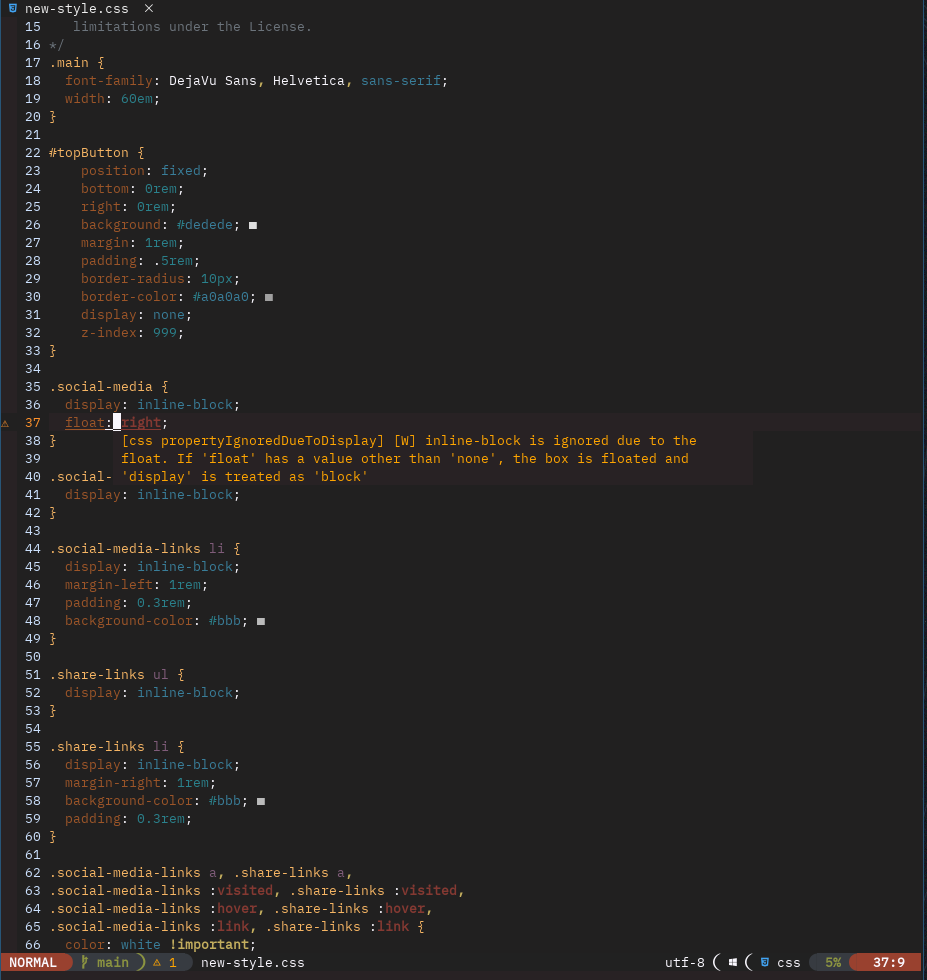 new-style.css ×
15 limitations under the License.
16 */
17 .main {
18 font-family: DejaVu Sans, Helvetica, sans-serif;
19 width: 60em;
20 }
21
22 #topButton {
23 position: fixed;
24 bottom: 0rem;
25 right: 0rem;
26 background: #dedede;
27 margin: 1rem;
28 padding: .5rem;
29 border-radius: 10px;
30 border-color: #a0a0a0;
31 display: none;
32 z-index: 999;
33 }
34
35 .social-media {
36 display: inline-block;
⚠ 37 float: right;
38 } [css propertyIgnoredDueToDisplay] [W] inline-block is ignored due to the
39 float. If 'float' has a value other than 'none', the box is floated and
40 .social- 'display' is treated as 'block'
41 display: inline-block;
42 }
43
44 .social-media-links li {
45 display: inline-block;
46 margin-left: 1rem;
47 padding: 0.3rem;
48 background-color: #bbb;
49 }
50
51 .share-links ul {
52 display: inline-block;
53 }
54
55 .share-links li {
56 display: inline-block;
57 margin-right: 1rem;
58 background-color: #bbb;
59 padding: 0.3rem;
60 }
61
62 .social-media-links a, .share-links a,
63 .social-media-links :visited, .share-links :visited,
64 .social-media-links :hover, .share-links :hover,
65 .social-media-links :link, .share-links :link {
66 color: white !important;
NORMAL main ⚠ 1 new-style.css utf-8 css 5% 37:9